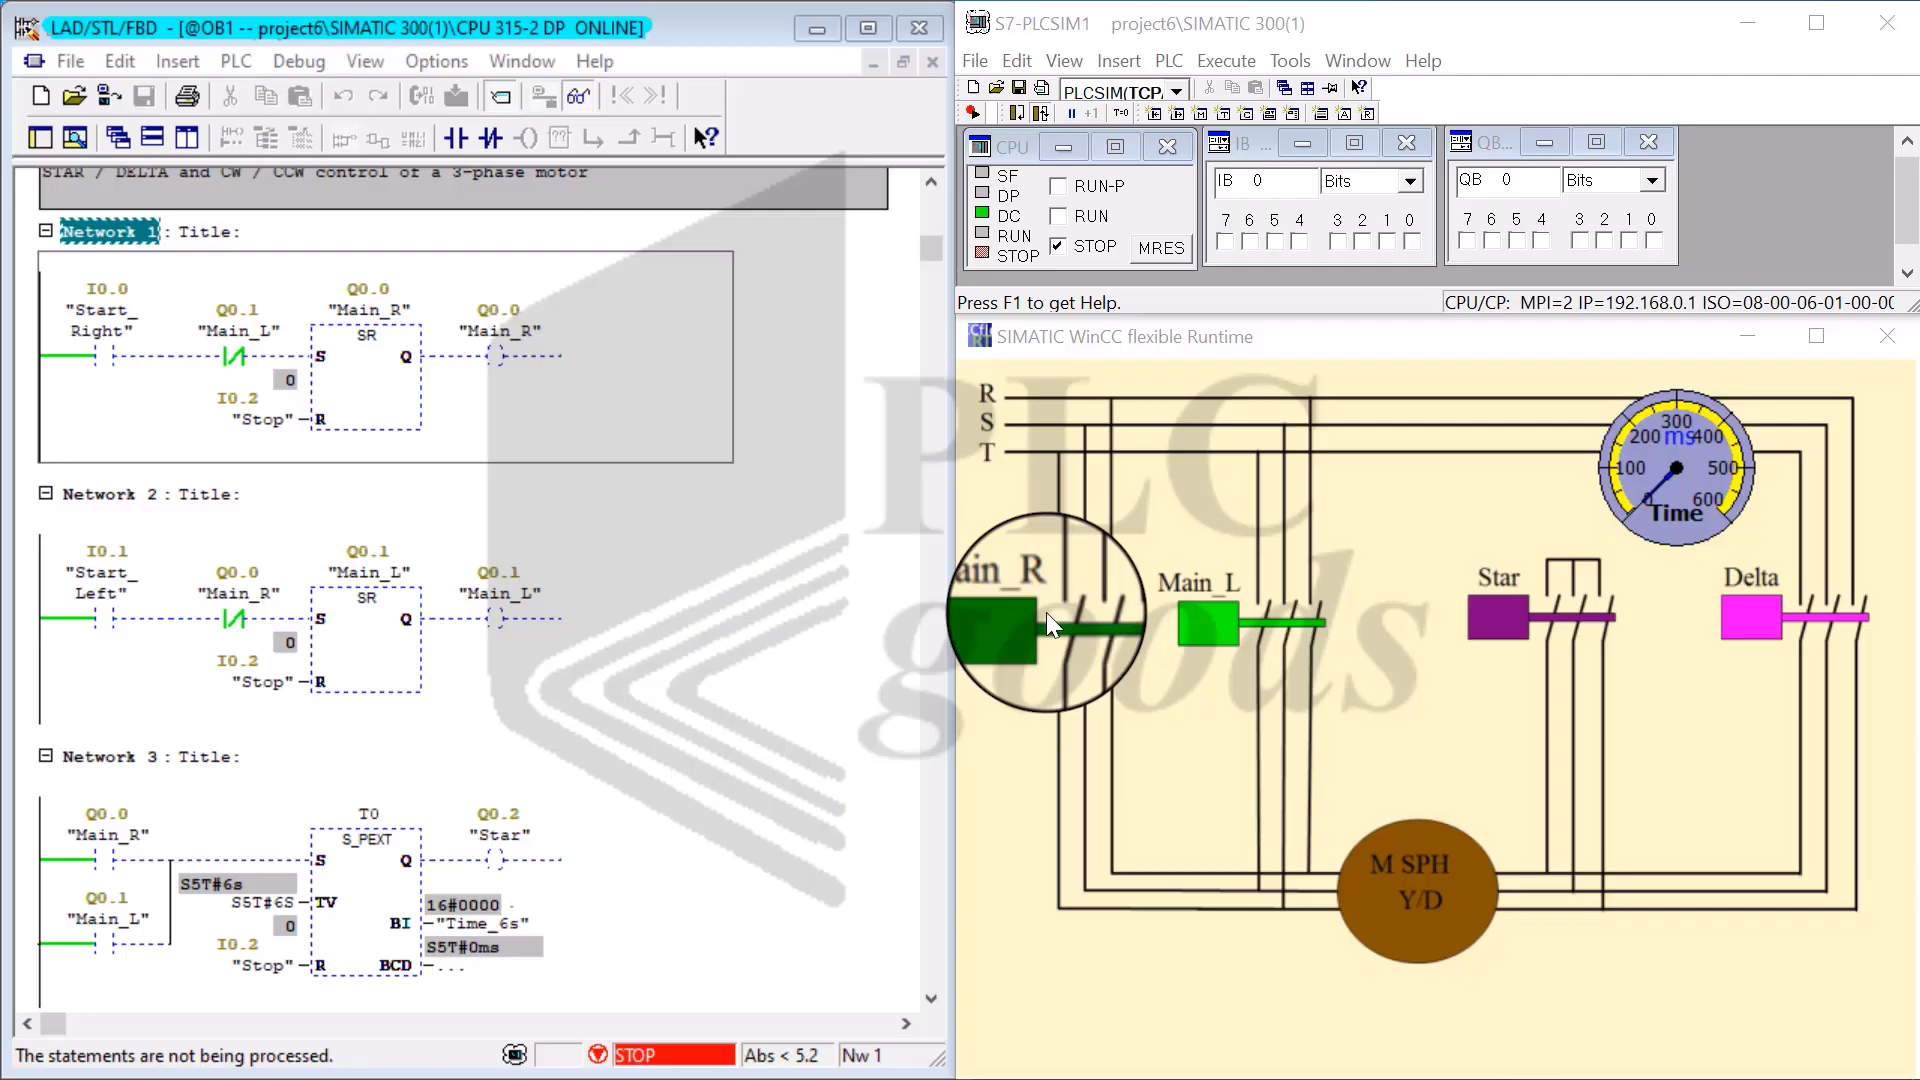 LAD/STL/FBD - [@OB1 -- project6\SIMATIC 300(1)\CPU 315-2 DP ONLINE]
File Edit Insert PLC Debug View Options Window Help
STAR / DELTA and CW / CCW control of a 3-phase motor
Network 1 : Title:
I0.0
"Start_
Right"
Q0.1
"Main_L"
Q0.0
"Main_R"
SR
Q0.0
"Main_R"
S
Q
0
I0.2
"Stop"
R
Network 2 : Title:
I0.1
"Start_
Left"
Q0.0
"Main_R"
Q0.1
"Main_L"
SR
Q0.1
"Main_L"
S
Q
0
I0.2
"Stop"
R
Network 3 : Title:
Q0.0
"Main_R"
T0
S_PEXT
Q0.2
"Star"
S
Q
S5T#6s
S5T#6S
TV
Q0.1
"Main_L"
0
I0.2
"Stop"
R
16#0000
BI
"Time_6s"
S5T#0ms
BCD
...
The statements are not being processed.
STOP
Abs < 5.2
Nw 1
S7-PLCSIM1 project6\SIMATIC 300(1)
File Edit View Insert PLC Execute Tools Window Help
PLCSIM(TCP
+1
T=0
CPU
SF
DP
DC
RUN
STOP
RUN-P
RUN
STOP
MRES
IB ...
IB 0
Bits
7 6 5 4 3 2 1 0
QB...
QB 0
Bits
7 6 5 4 3 2 1 0
Press F1 to get Help.
CPU/CP: MPI=2 IP=192.168.0.1 ISO=08-00-06-01-00-00
SIMATIC WinCC flexible Runtime
R
S
T
0 100 200 300 400 500 600
ms
Time
ain_R
Main_L
Star
Delta
M SPH
Y/D
PLC
goods